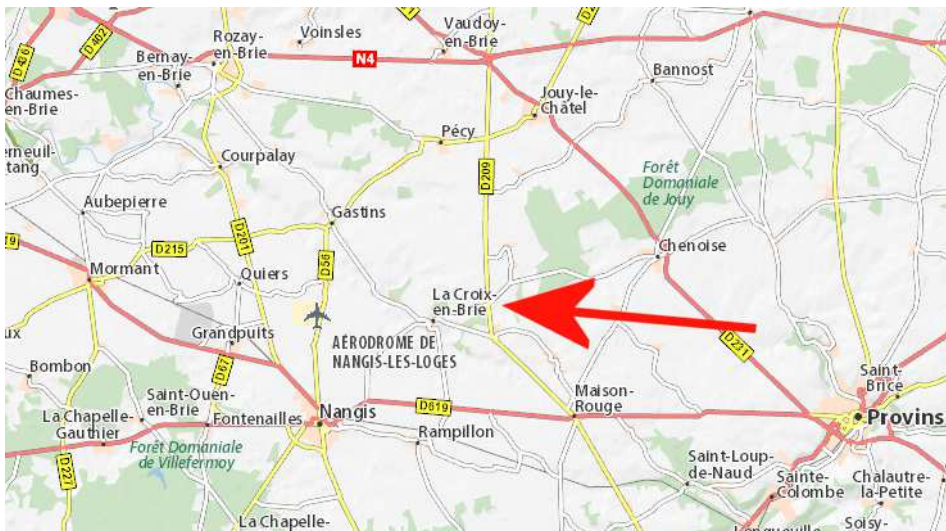 D402
D436
Rozay-
en-Brie
Voinsles
Vaudoy-
en-Brie
N4
Bernay-
en-Brie
Bannost
Chaumes-
en-Brie
Jouy-le-
Châtel
Pécy
Courpalay
D209
Forêt
Domaniale
de Jouy
Aubepierre
Gastins
D201
D215
D56
Chenoise
Mormant
Quiers
La Croix-
en-Brie
Grandpuits
AÉRODROME DE
NANGIS-LES-LOGES
D231
Bombon
D67
Saint-
Brice
Saint-Ouen-
en-Brie
Maison-
Rouge
La Chapelle-
Gauthier
Fontenailles
Nangis
D619
Provins
Rampillon
Forêt Domaniale
de Villefermoy
D227
Saint-Loup-
de-Naud
Sainte-
Colombe
Chalautre-
la-Petite
La Chapelle-
Soisy-